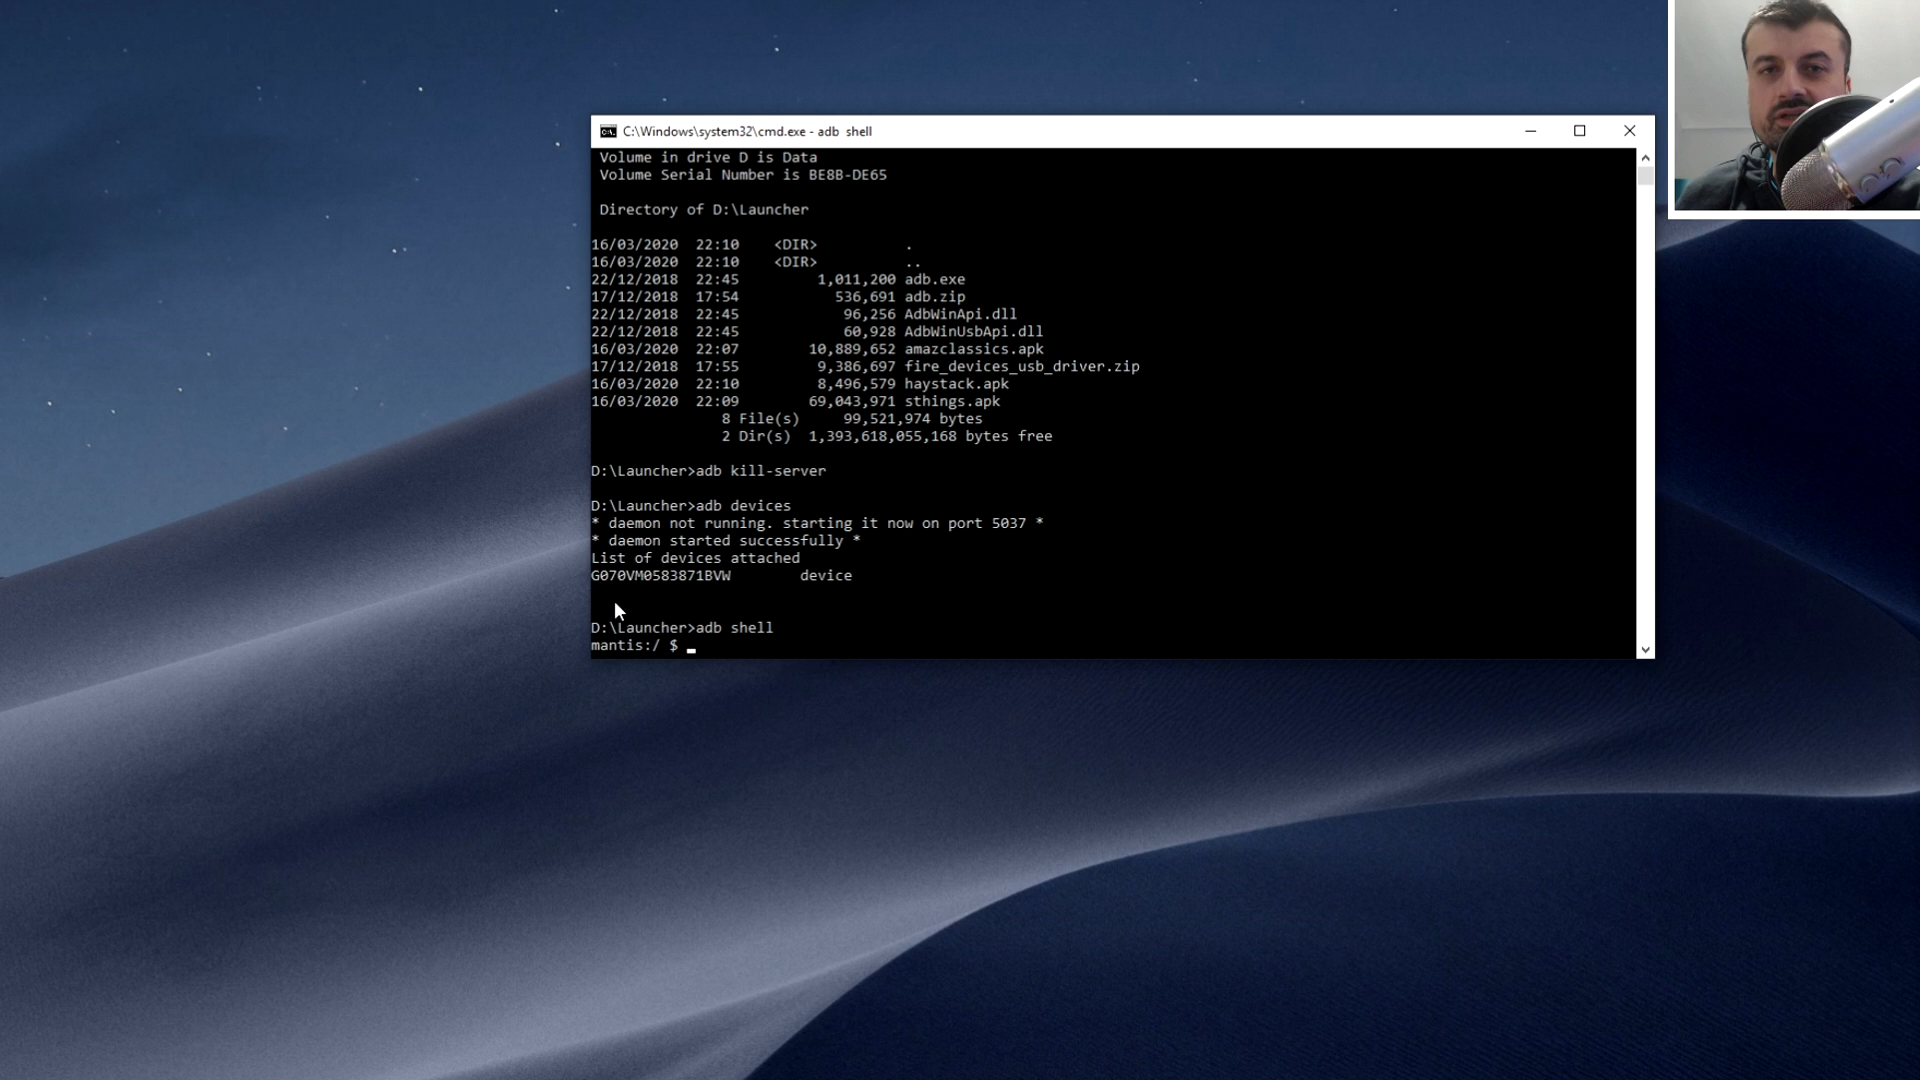 C:\Windows\system32\cmd.exe - adb  shell
Volume in drive D is Data
Volume Serial Number is BE8B-DE65
Directory of D:\Launcher
16/03/2020  22:10    <DIR>          .
16/03/2020  22:10    <DIR>          ..
22/12/2018  22:45         1,011,200 adb.exe
17/12/2018  17:54           536,691 adb.zip
22/12/2018  22:45            96,256 AdbWinApi.dll
22/12/2018  22:45            60,928 AdbWinUsbApi.dll
16/03/2020  22:07        10,889,652 amazclassics.apk
17/12/2018  17:55         9,386,697 fire_devices_usb_driver.zip
16/03/2020  22:10         8,496,579 haystack.apk
16/03/2020  22:09        69,043,971 sthings.apk
8 File(s)     99,521,974 bytes
2 Dir(s)  1,393,618,055,168 bytes free
D:\Launcher>adb kill-server
D:\Launcher>adb devices
* daemon not running. starting it now on port 5037 *
* daemon started successfully *
List of devices attached
G070VM0583871BVW        device
D:\Launcher>adb shell
mantis:/ $